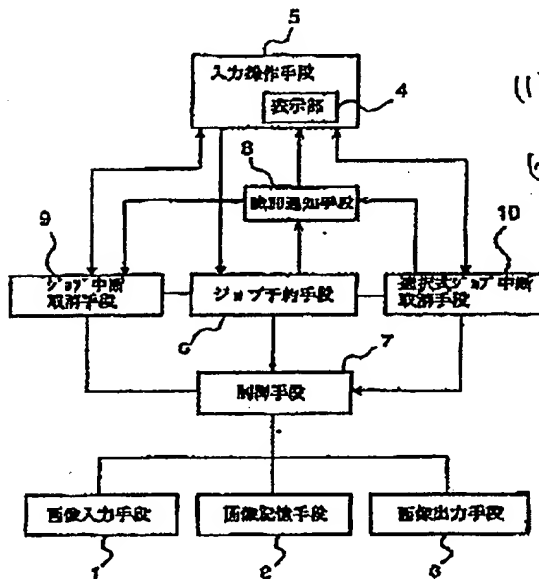 5
入力操作手段
表示部
4
8
識別通知手段
9
10
ジョブ中断
取消手段
ジョブ予約手段
選択式ジョブ中断
取消手段
6
7
制御手段
画像入力手段
画像記憶手段
画像出力手段
1
2
3